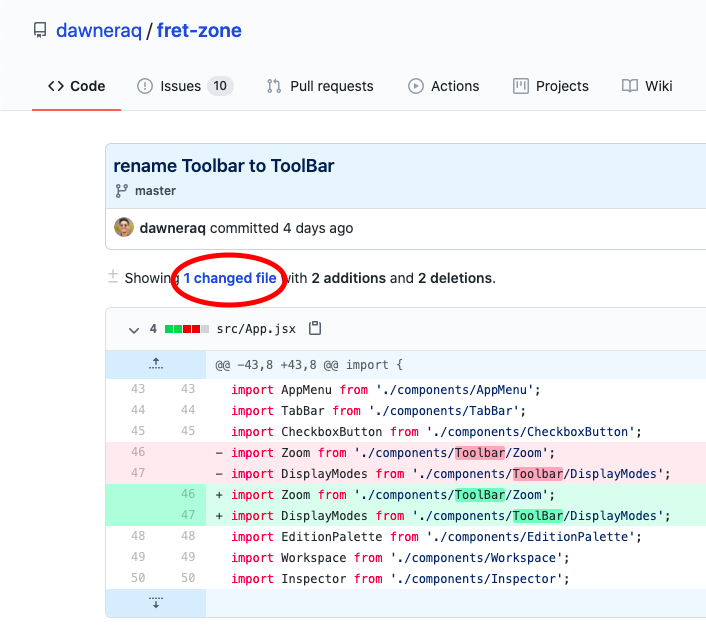 dawneraq / fret-zone
Code Issues 10 Pull requests Actions Projects Wiki
rename Toolbar to ToolBar
master
dawneraq committed 4 days ago
Showing 1 changed file with 2 additions and 2 deletions.
4 src/App.jsx
@@ -43,8 +43,8 @@ import {
43 43 import AppMenu from './components/AppMenu';
44 44 import TabBar from './components/TabBar';
45 45 import CheckboxButton from './components/CheckboxButton';
46 - import Zoom from './components/Toolbar/Zoom';
47 - import DisplayModes from './components/Toolbar/DisplayModes';
46 + import Zoom from './components/ToolBar/Zoom';
47 + import DisplayModes from './components/ToolBar/DisplayModes';
48 48 import EditionPalette from './components/EditionPalette';
49 49 import Workspace from './components/Workspace';
50 50 import Inspector from './components/Inspector';